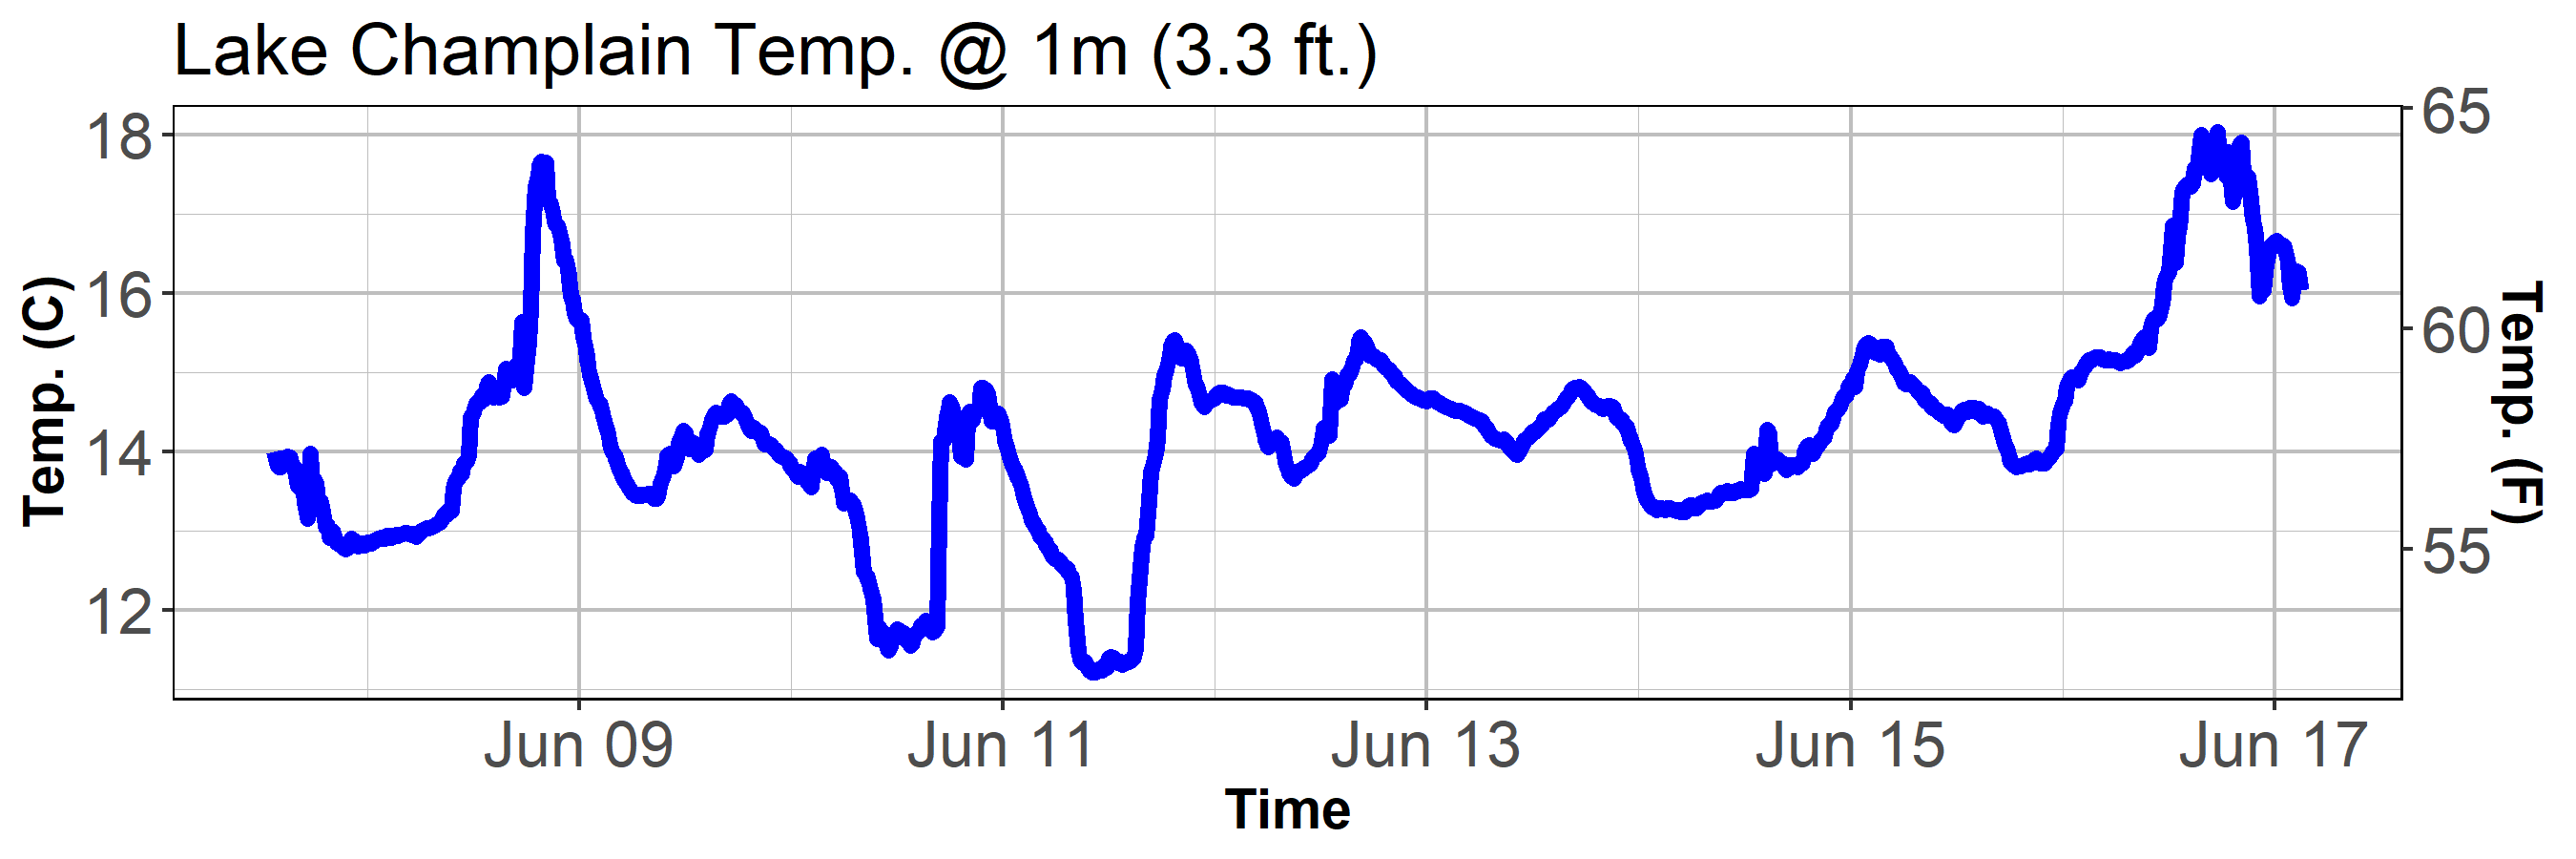 Lake Champlain Temp. @ 1m (3.3 ft.)
Temp. (C)
18
16
14
12
65
60
55
Temp. (F)
Jun 09
Jun 11
Jun 13
Jun 15
Jun 17
Time